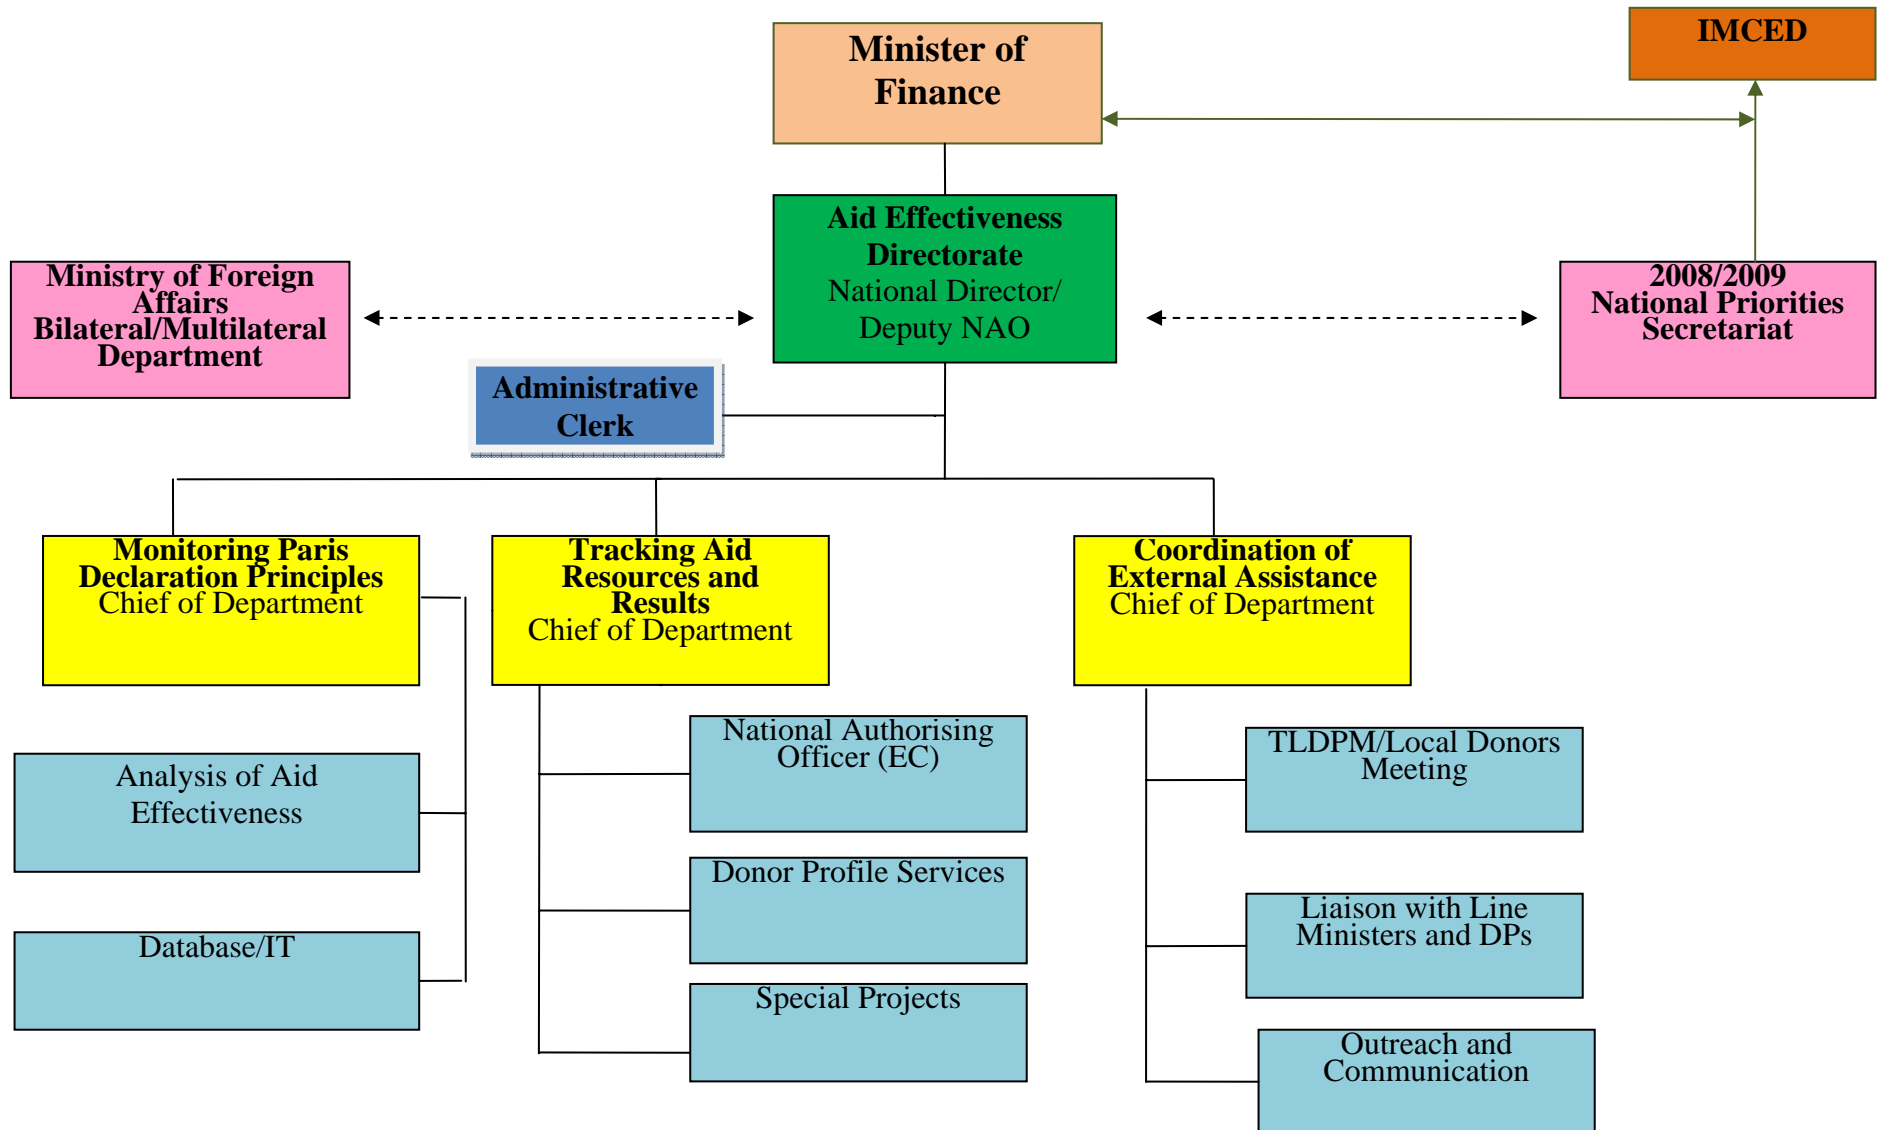 Minister of
Finance
IMCED
Aid Effectiveness
Directorate
National Director/
Deputy NAO
Ministry of Foreign
Affairs
Bilateral/Multilateral
Department
2008/2009
National Priorities
Secretariat
Administrative
Clerk
Monitoring Paris
Declaration Principles
Chief of Department
Tracking Aid
Resources and
Results
Chief of Department
Coordination of
External Assistance
Chief of Department
Analysis of Aid
Effectiveness
Database/IT
National Authorising
Officer (EC)
Donor Profile Services
Special Projects
TLDPM/Local Donors
Meeting
Liaison with Line
Ministers and DPs
Outreach and
Communication